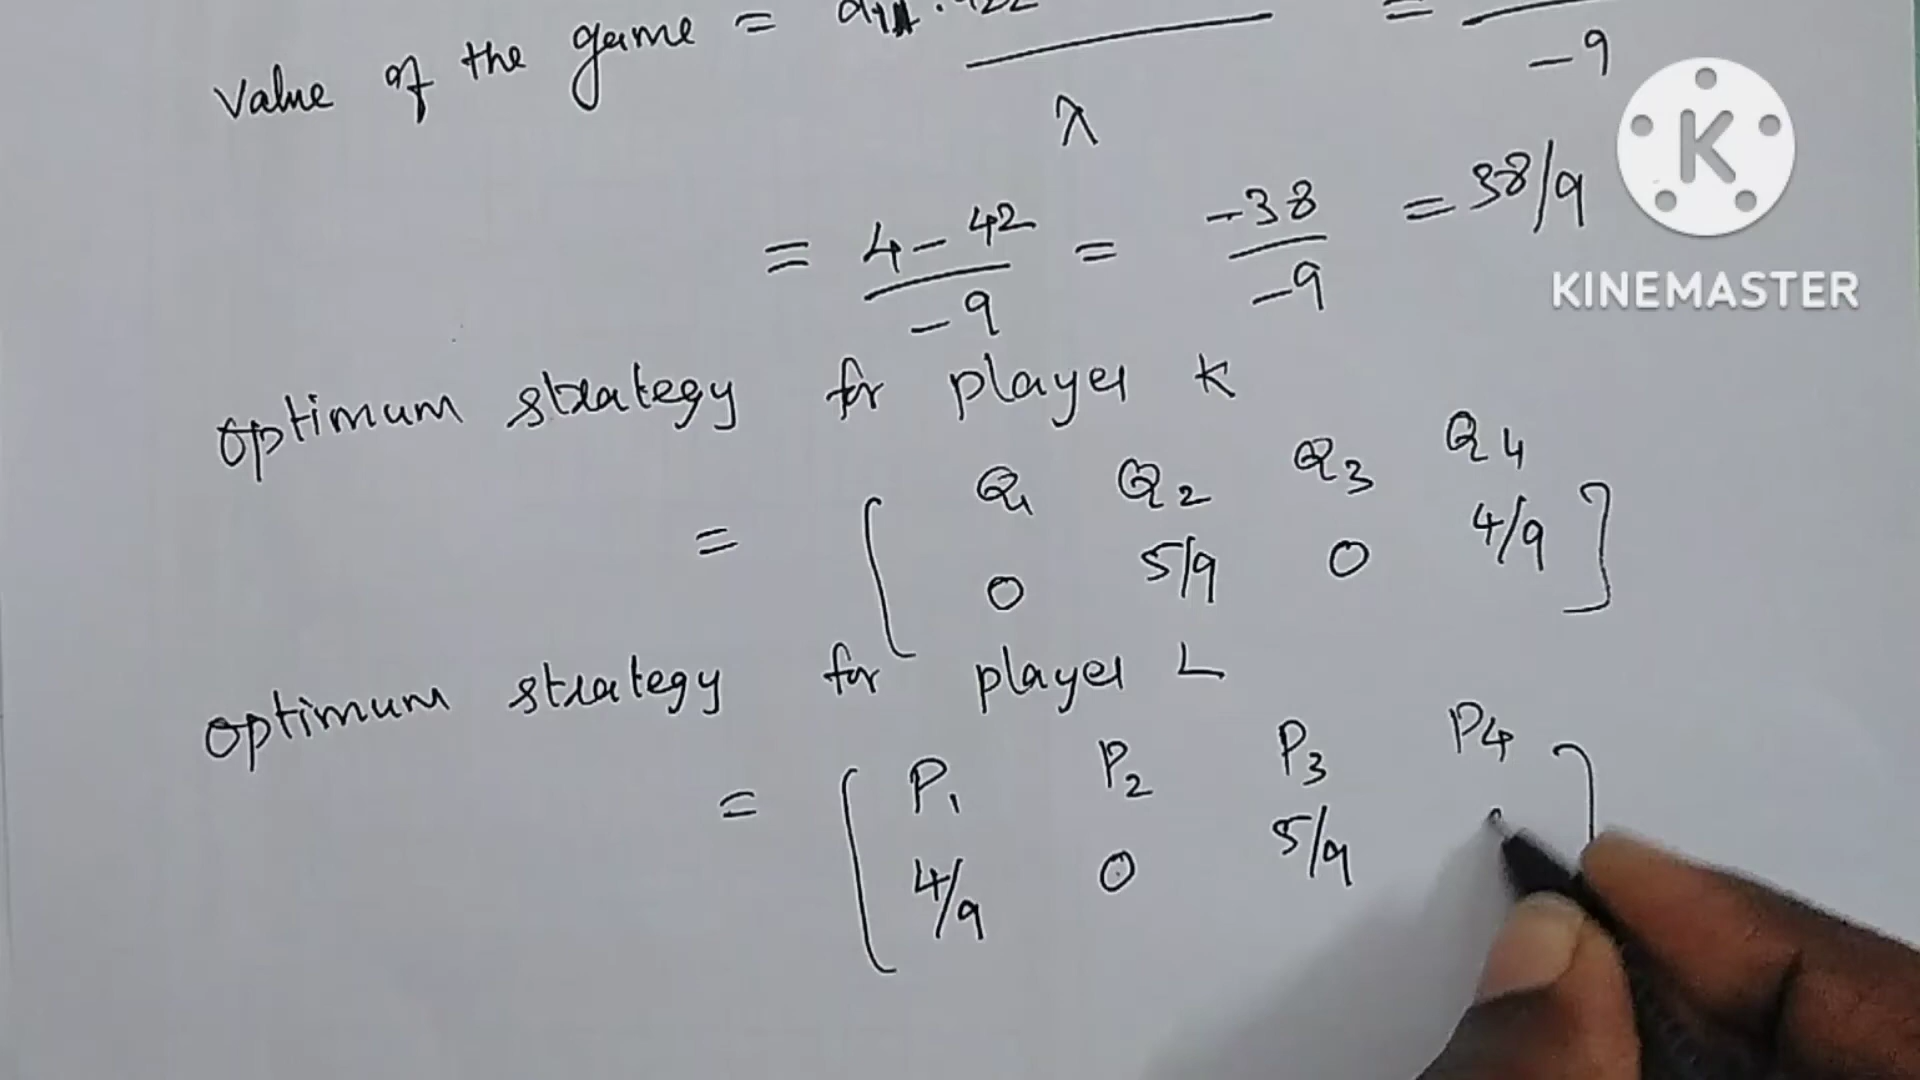 Value of the game = =
λ -9
= 4-42/-9 = -38/-9 = 38/9
KINEMASTER
optimum strategy for player K
Q1 Q2 Q3 Q4
= [ 0 5/9 0 4/9 ]
optimum strategy for player L
P1 P2 P3 P4
= [ 4/9 0 5/9 ]